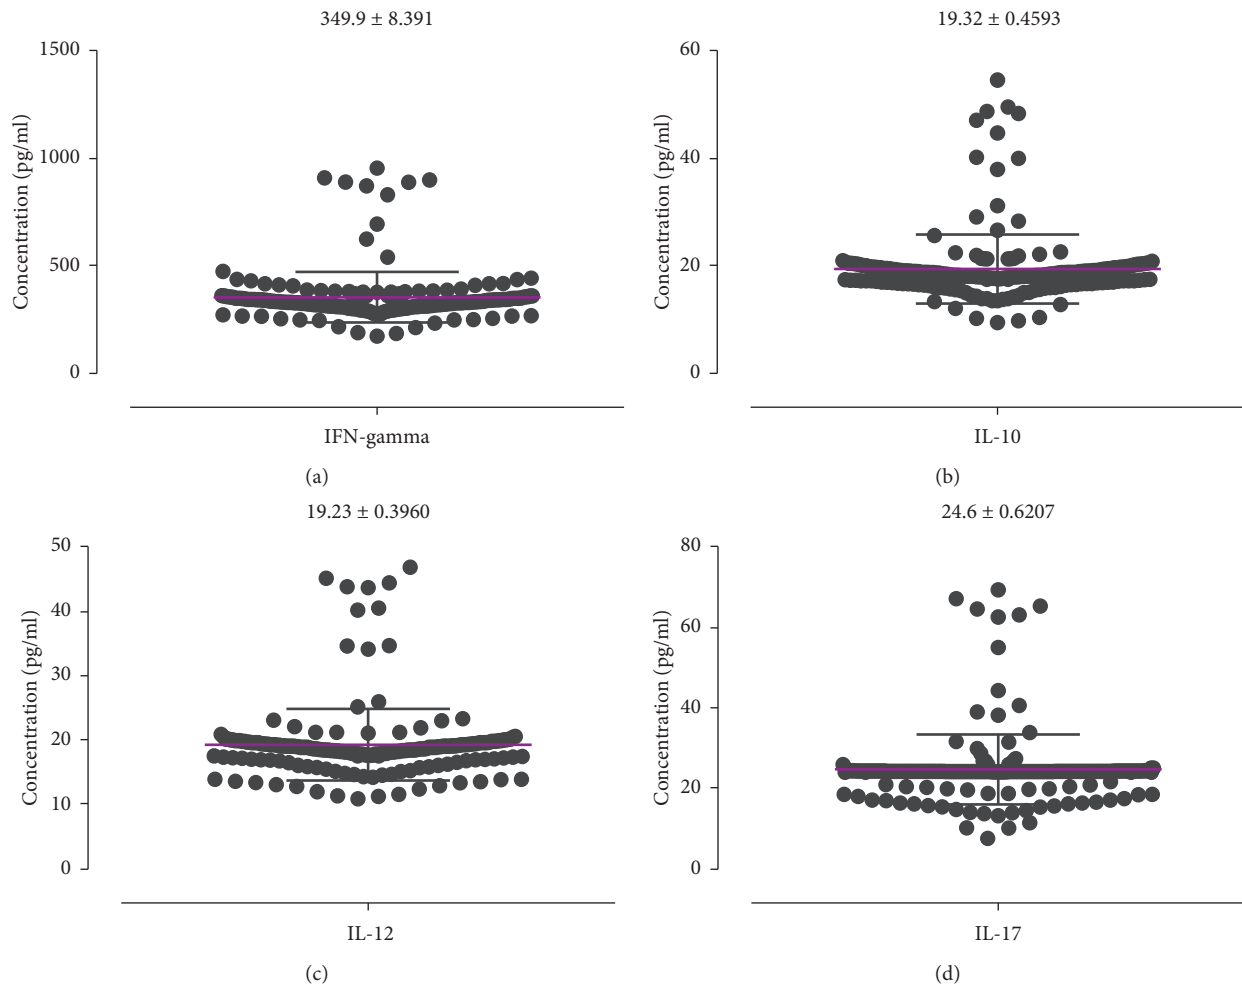 349.9 ± 8.391
1500
1000
500
0
Concentration (pg/ml)
IFN-gamma
(a)
19.32 ± 0.4593
60
40
20
0
Concentration (pg/ml)
IL-10
(b)
19.23 ± 0.3960
50
40
30
20
10
0
Concentration (pg/ml)
IL-12
(c)
24.6 ± 0.6207
80
60
40
20
0
Concentration (pg/ml)
IL-17
(d)